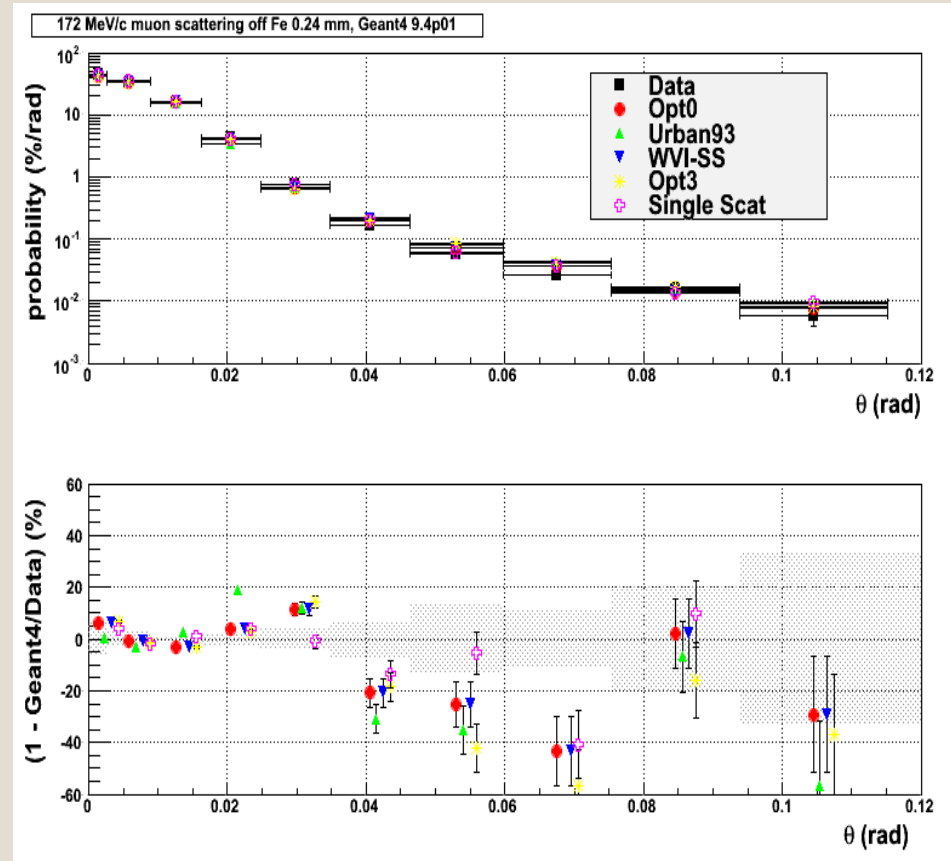 172 MeV/c muon scattering off Fe 0.24 mm, Geant4 9.4p01
probability (%/rad)
10^2
10
1
10^-1
10^-2
10^-3
Data
Opt0
Urban93
WVI-SS
Opt3
Single Scat
0 0.02 0.04 0.06 0.08 0.1 0.12
θ (rad)
(1 - Geant4/Data) (%)
60
40
20
0
-20
-40
-60
0 0.02 0.04 0.06 0.08 0.1 0.12
θ (rad)